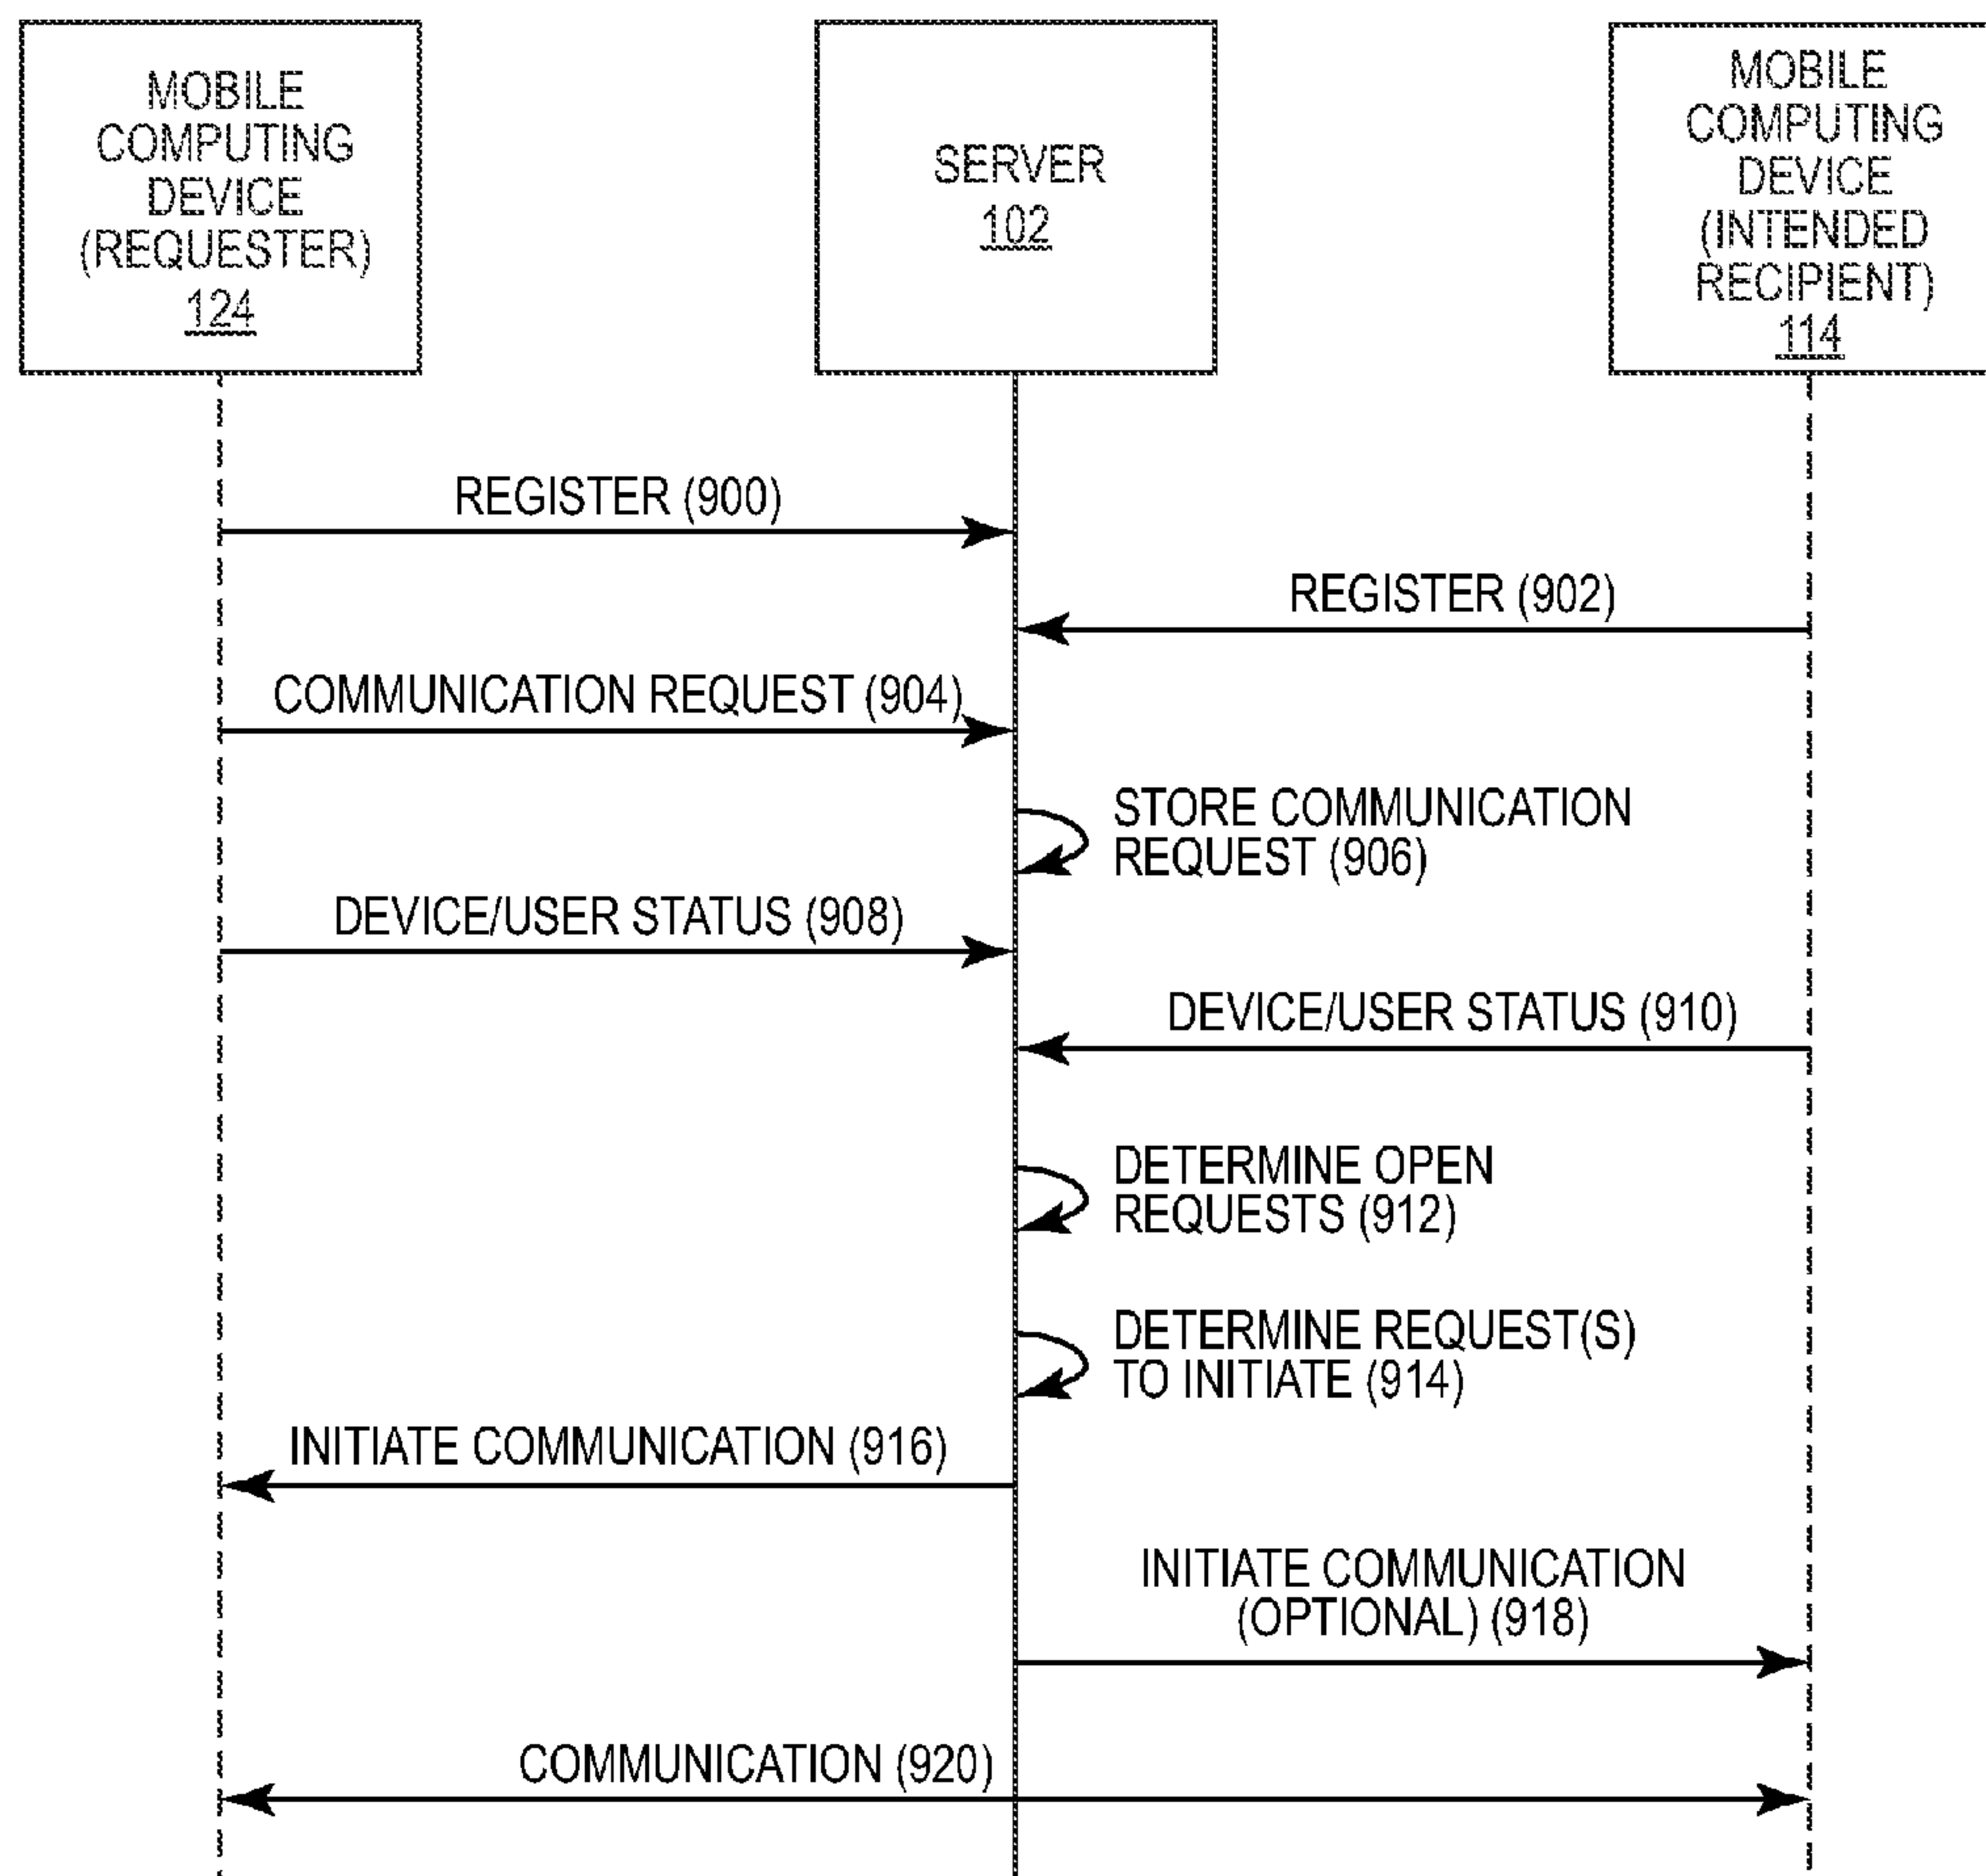 MOBILE
COMPUTING
DEVICE
(REQUESTER)
124
SERVER
102
MOBILE
COMPUTING
DEVICE
(INTENDED
RECIPIENT)
114
REGISTER (900)
REGISTER (902)
COMMUNICATION REQUEST (904)
STORE COMMUNICATION
REQUEST (906)
DEVICE/USER STATUS (908)
DEVICE/USER STATUS (910)
DETERMINE OPEN
REQUESTS (912)
DETERMINE REQUEST(S)
TO INITIATE (914)
INITIATE COMMUNICATION (916)
INITIATE COMMUNICATION
(OPTIONAL) (918)
COMMUNICATION (920)